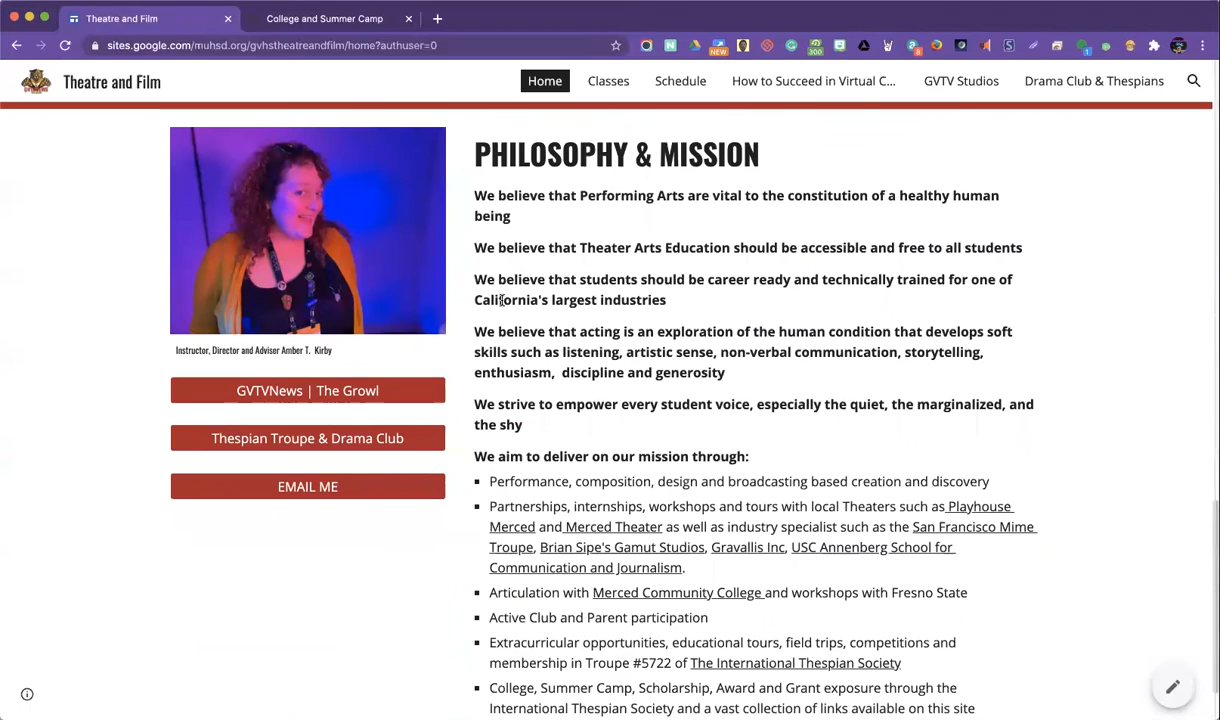 Theatre and Film
College and Summer Camp
sites.google.com/muhsd.org/gvhstheatreandfilm/home?authuser=0
NEW
300
8
1
Theatre and Film
Home
Classes
Schedule
How to Succeed in Virtual C...
GVTV Studios
Drama Club & Thespians
PHILOSOPHY & MISSION
We believe that Performing Arts are vital to the constitution of a healthy human
being
We believe that Theater Arts Education should be accessible and free to all students
We believe that students should be career ready and technically trained for one of
California's largest industries
We believe that acting is an exploration of the human condition that develops soft
skills such as listening, artistic sense, non-verbal communication, storytelling,
enthusiasm, discipline and generosity
We strive to empower every student voice, especially the quiet, the marginalized, and
the shy
We aim to deliver on our mission through:
Performance, composition, design and broadcasting based creation and discovery
Partnerships, internships, workshops and tours with local Theaters such as Playhouse
Merced and Merced Theater as well as industry specialist such as the San Francisco Mime
Troupe, Brian Sipe's Gamut Studios, Gravallis Inc, USC Annenberg School for
Communication and Journalism.
Articulation with Merced Community College and workshops with Fresno State
Active Club and Parent participation
Extracurricular opportunities, educational tours, field trips, competitions and
membership in Troupe #5722 of The International Thespian Society
College, Summer Camp, Scholarship, Award and Grant exposure through the
International Thespian Society and a vast collection of links available on this site
Instructor, Director and Adviser Amber T. Kirby
GVTVNews | The Growl
Thespian Troupe & Drama Club
EMAIL ME